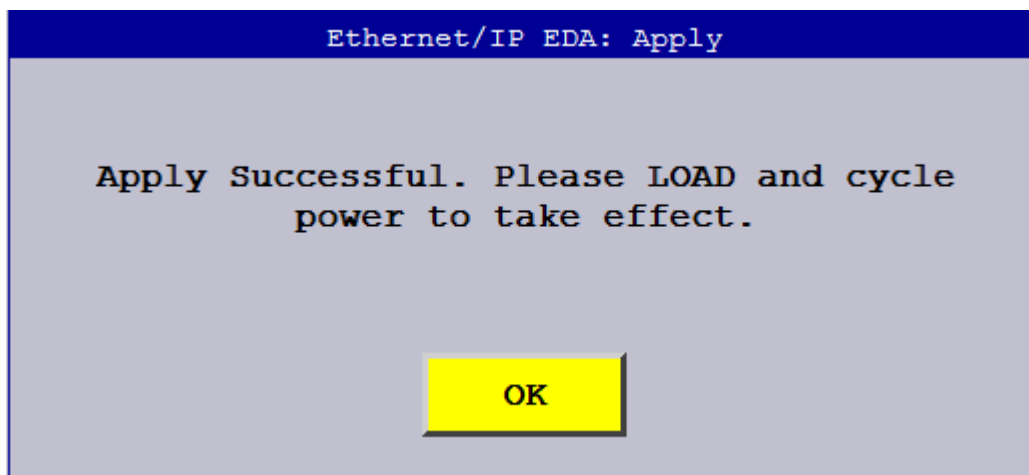 Ethernet/IP EDA: Apply
Apply Successful. Please LOAD and cycle
power to take effect.
OK